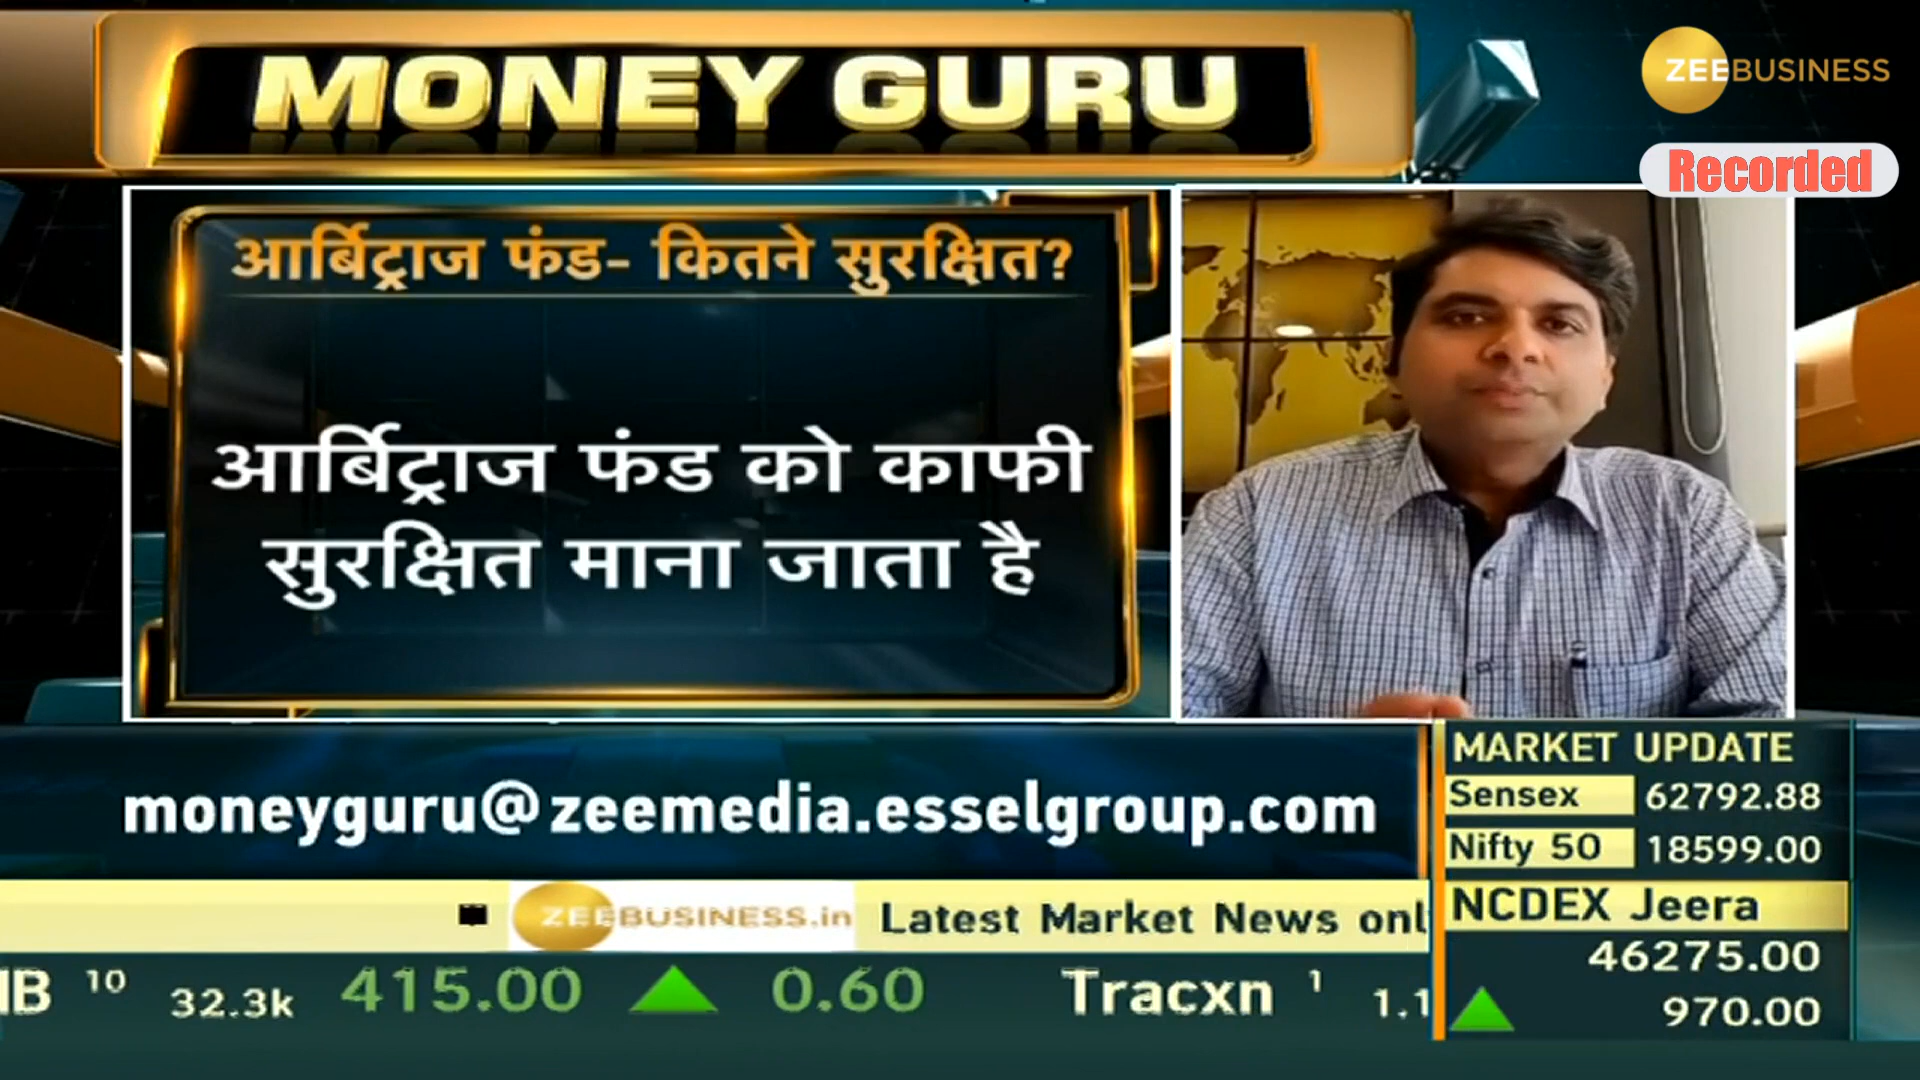 MONEY GURU
ZEEBUSINESS
Recorded
आर्बिट्राज फंड- कितने सुरक्षित?
आर्बिट्राज फंड को काफी
सुरक्षित माना जाता है
moneyguru@zeemedia.esselgroup.com
MARKET UPDATE
Sensex 62792.88
Nifty 50 18599.00
NCDEX Jeera
46275.00
970.00
ZEEBUSINESS.in Latest Market News onl
IB 10 32.3k 415.00 0.60 Tracxn 1 1.1